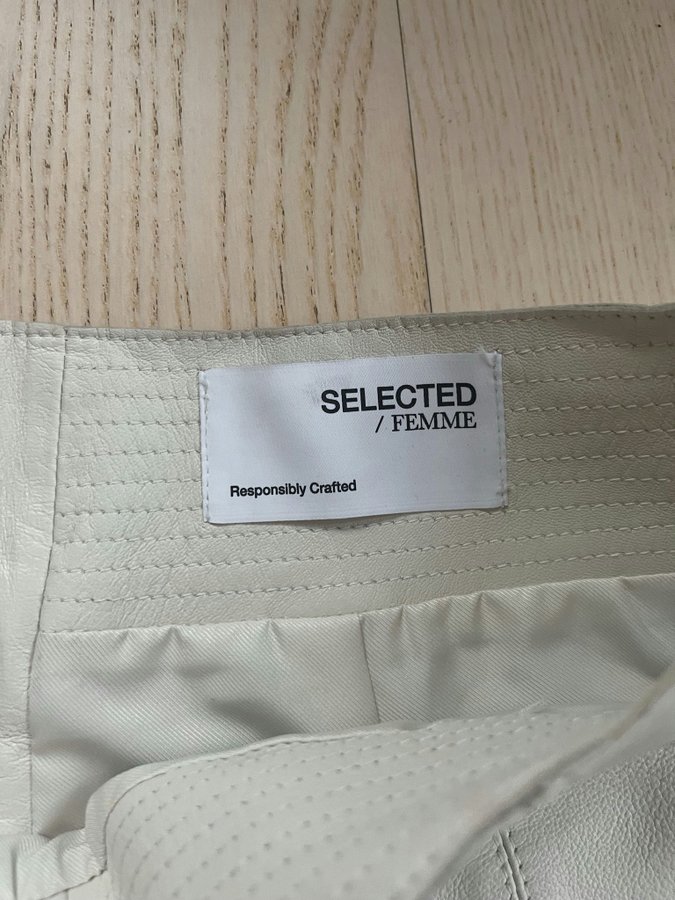 SELECTED
/ FEMME
Responsibly Crafted